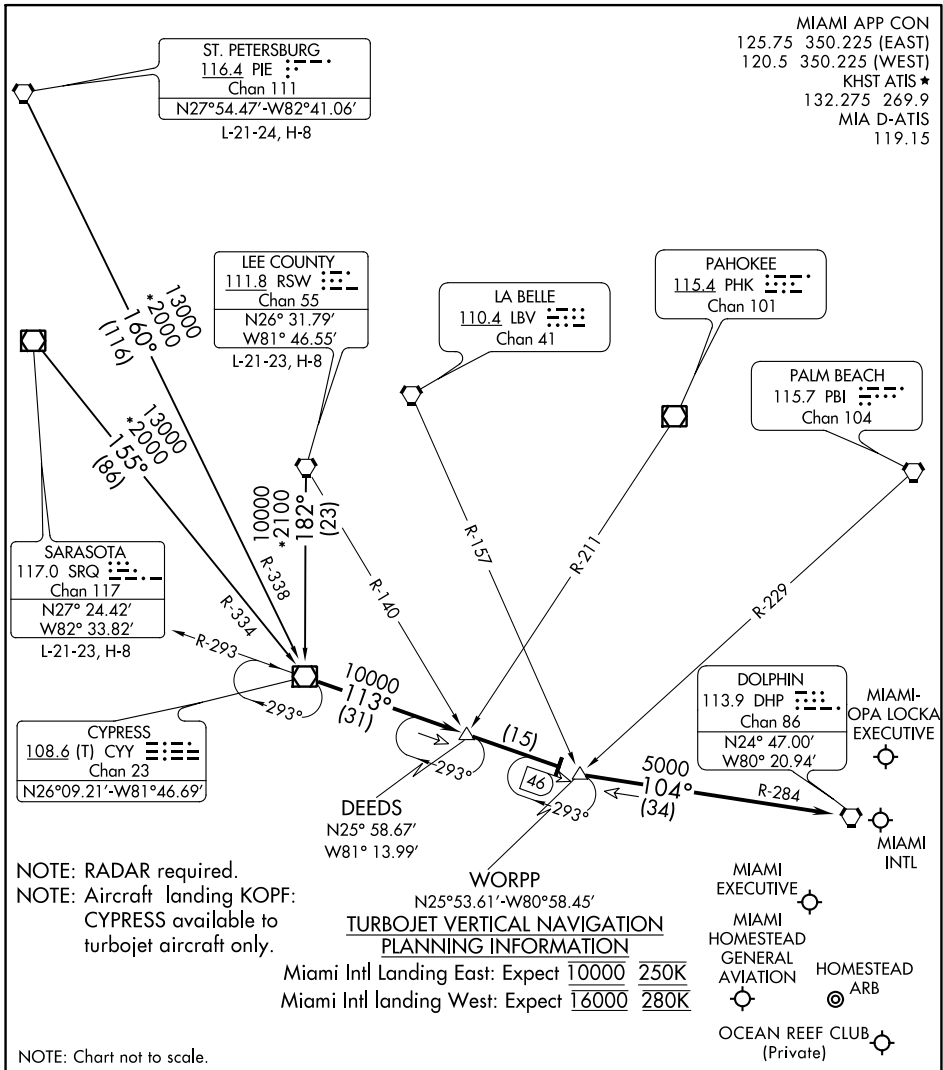 MIAMI APP CON
125.75 350.225 (EAST)
120.5 350.225 (WEST)
KHST ATIS ★
132.275 269.9
MIA D-ATIS
119.15
ST. PETERSBURG
116.4 PIE
Chan 111
N27°54.47'-W82°41.06'
L-21-24, H-8
LEE COUNTY
111.8 RSW
Chan 55
N26° 31.79'
W81° 46.55'
L-21-23, H-8
LA BELLE
110.4 LBV
Chan 41
PAHOKEE
115.4 PHK
Chan 101
PALM BEACH
115.7 PBI
Chan 104
13000
*2000
160°
(116)
13000
*2000
155°
(86)
10000
*2100
182°
(23)
SARASOTA
117.0 SRQ
Chan 117
N27° 24.42'
W82° 33.82'
L-21-23, H-8
R-338
R-334
R-293
R-140
R-157
R-211
R-229
293°
10000
113°
(31)
293°
(15)
46
293°
5000
104°
(34)
R-284
CYPRESS
108.6 (T) CYY
Chan 23
N26°09.21'-W81°46.69'
DOLPHIN
113.9 DHP
Chan 86
N24° 47.00'
W80° 20.94'
MIAMI-
OPA LOCKA
EXECUTIVE
MIAMI
INTL
DEEDS
N25° 58.67'
W81° 13.99'
WORPP
N25°53.61'-W80°58.45'
NOTE: RADAR required.
NOTE: Aircraft landing KOPF:
CYPRESS available to
turbojet aircraft only.
TURBOJET VERTICAL NAVIGATION
PLANNING INFORMATION
Miami Intl Landing East: Expect 10000 250K
Miami Intl landing West: Expect 16000 280K
MIAMI
EXECUTIVE
MIAMI
HOMESTEAD
GENERAL
AVIATION
HOMESTEAD
ARB
OCEAN REEF CLUB
(Private)
NOTE: Chart not to scale.